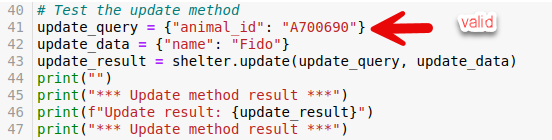 40 # Test the update method
41 update_query = {"animal_id": "A700690"} valid
42 update_data = {"name": "Fido"}
43 update_result = shelter.update(update_query, update_data)
44 print("")
45 print("*** Update method result ***")
46 print(f"Update result: {update_result}")
47 print("*** Update method result ***")